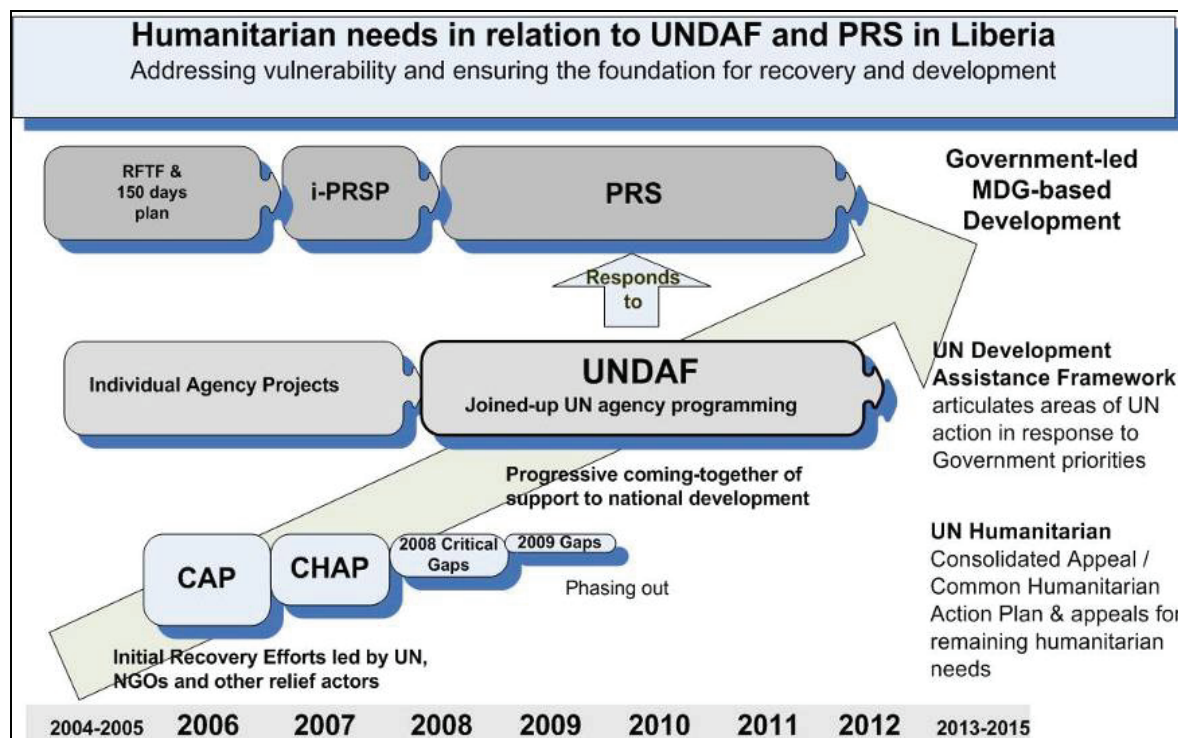 Humanitarian needs in relation to UNDAF and PRS in Liberia
Addressing vulnerability and ensuring the foundation for recovery and development
RFTF &
150 days
plan
i-PRSP
PRS
Government-led
MDG-based
Development
Responds
to
Individual Agency Projects
UNDAF
Joined-up UN agency programming
UN Development
Assistance Framework
articulates areas of UN
action in response to
Government priorities
Progressive coming-together of
support to national development
CAP
CHAP
2008 Critical
Gaps
2009 Gaps
Phasing out
UN Humanitarian
Consolidated Appeal /
Common Humanitarian
Action Plan & appeals for
remaining humanitarian
needs
Initial Recovery Efforts led by UN,
NGOs and other relief actors
2004-2005 2006 2007 2008 2009 2010 2011 2012 2013-2015